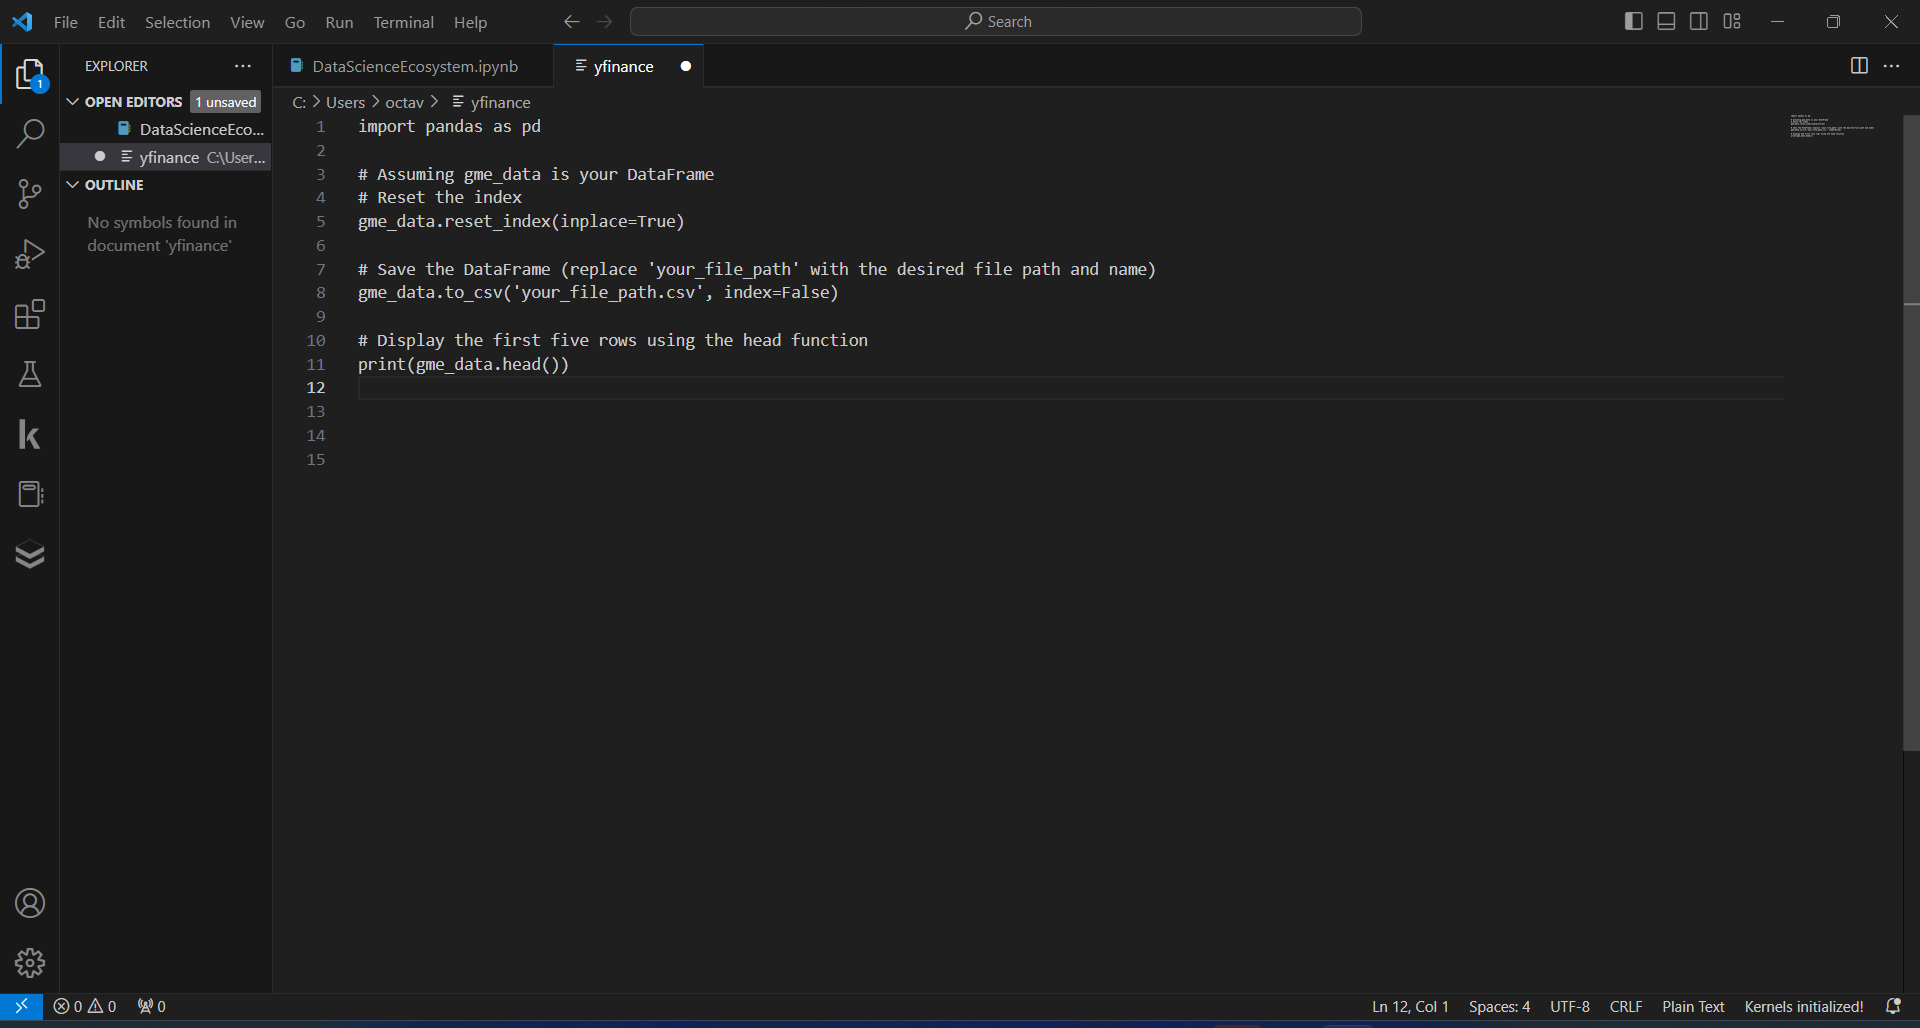 File Edit Selection View Go Run Terminal Help
Search
EXPLORER
OPEN EDITORS 1 unsaved
DataScienceEco...
yfinance C:\User...
OUTLINE
No symbols found in
document 'yfinance'
1
DataScienceEcosystem.ipynb
yfinance
C: > Users > octav > yfinance
1 import pandas as pd
2
3 # Assuming gme_data is your DataFrame
4 # Reset the index
5 gme_data.reset_index(inplace=True)
6
7 # Save the DataFrame (replace 'your_file_path' with the desired file path and name)
8 gme_data.to_csv('your_file_path.csv', index=False)
9
10 # Display the first five rows using the head function
11 print(gme_data.head())
12
13
14
15
0 0 0
Ln 12, Col 1 Spaces: 4 UTF-8 CRLF Plain Text Kernels initialized!